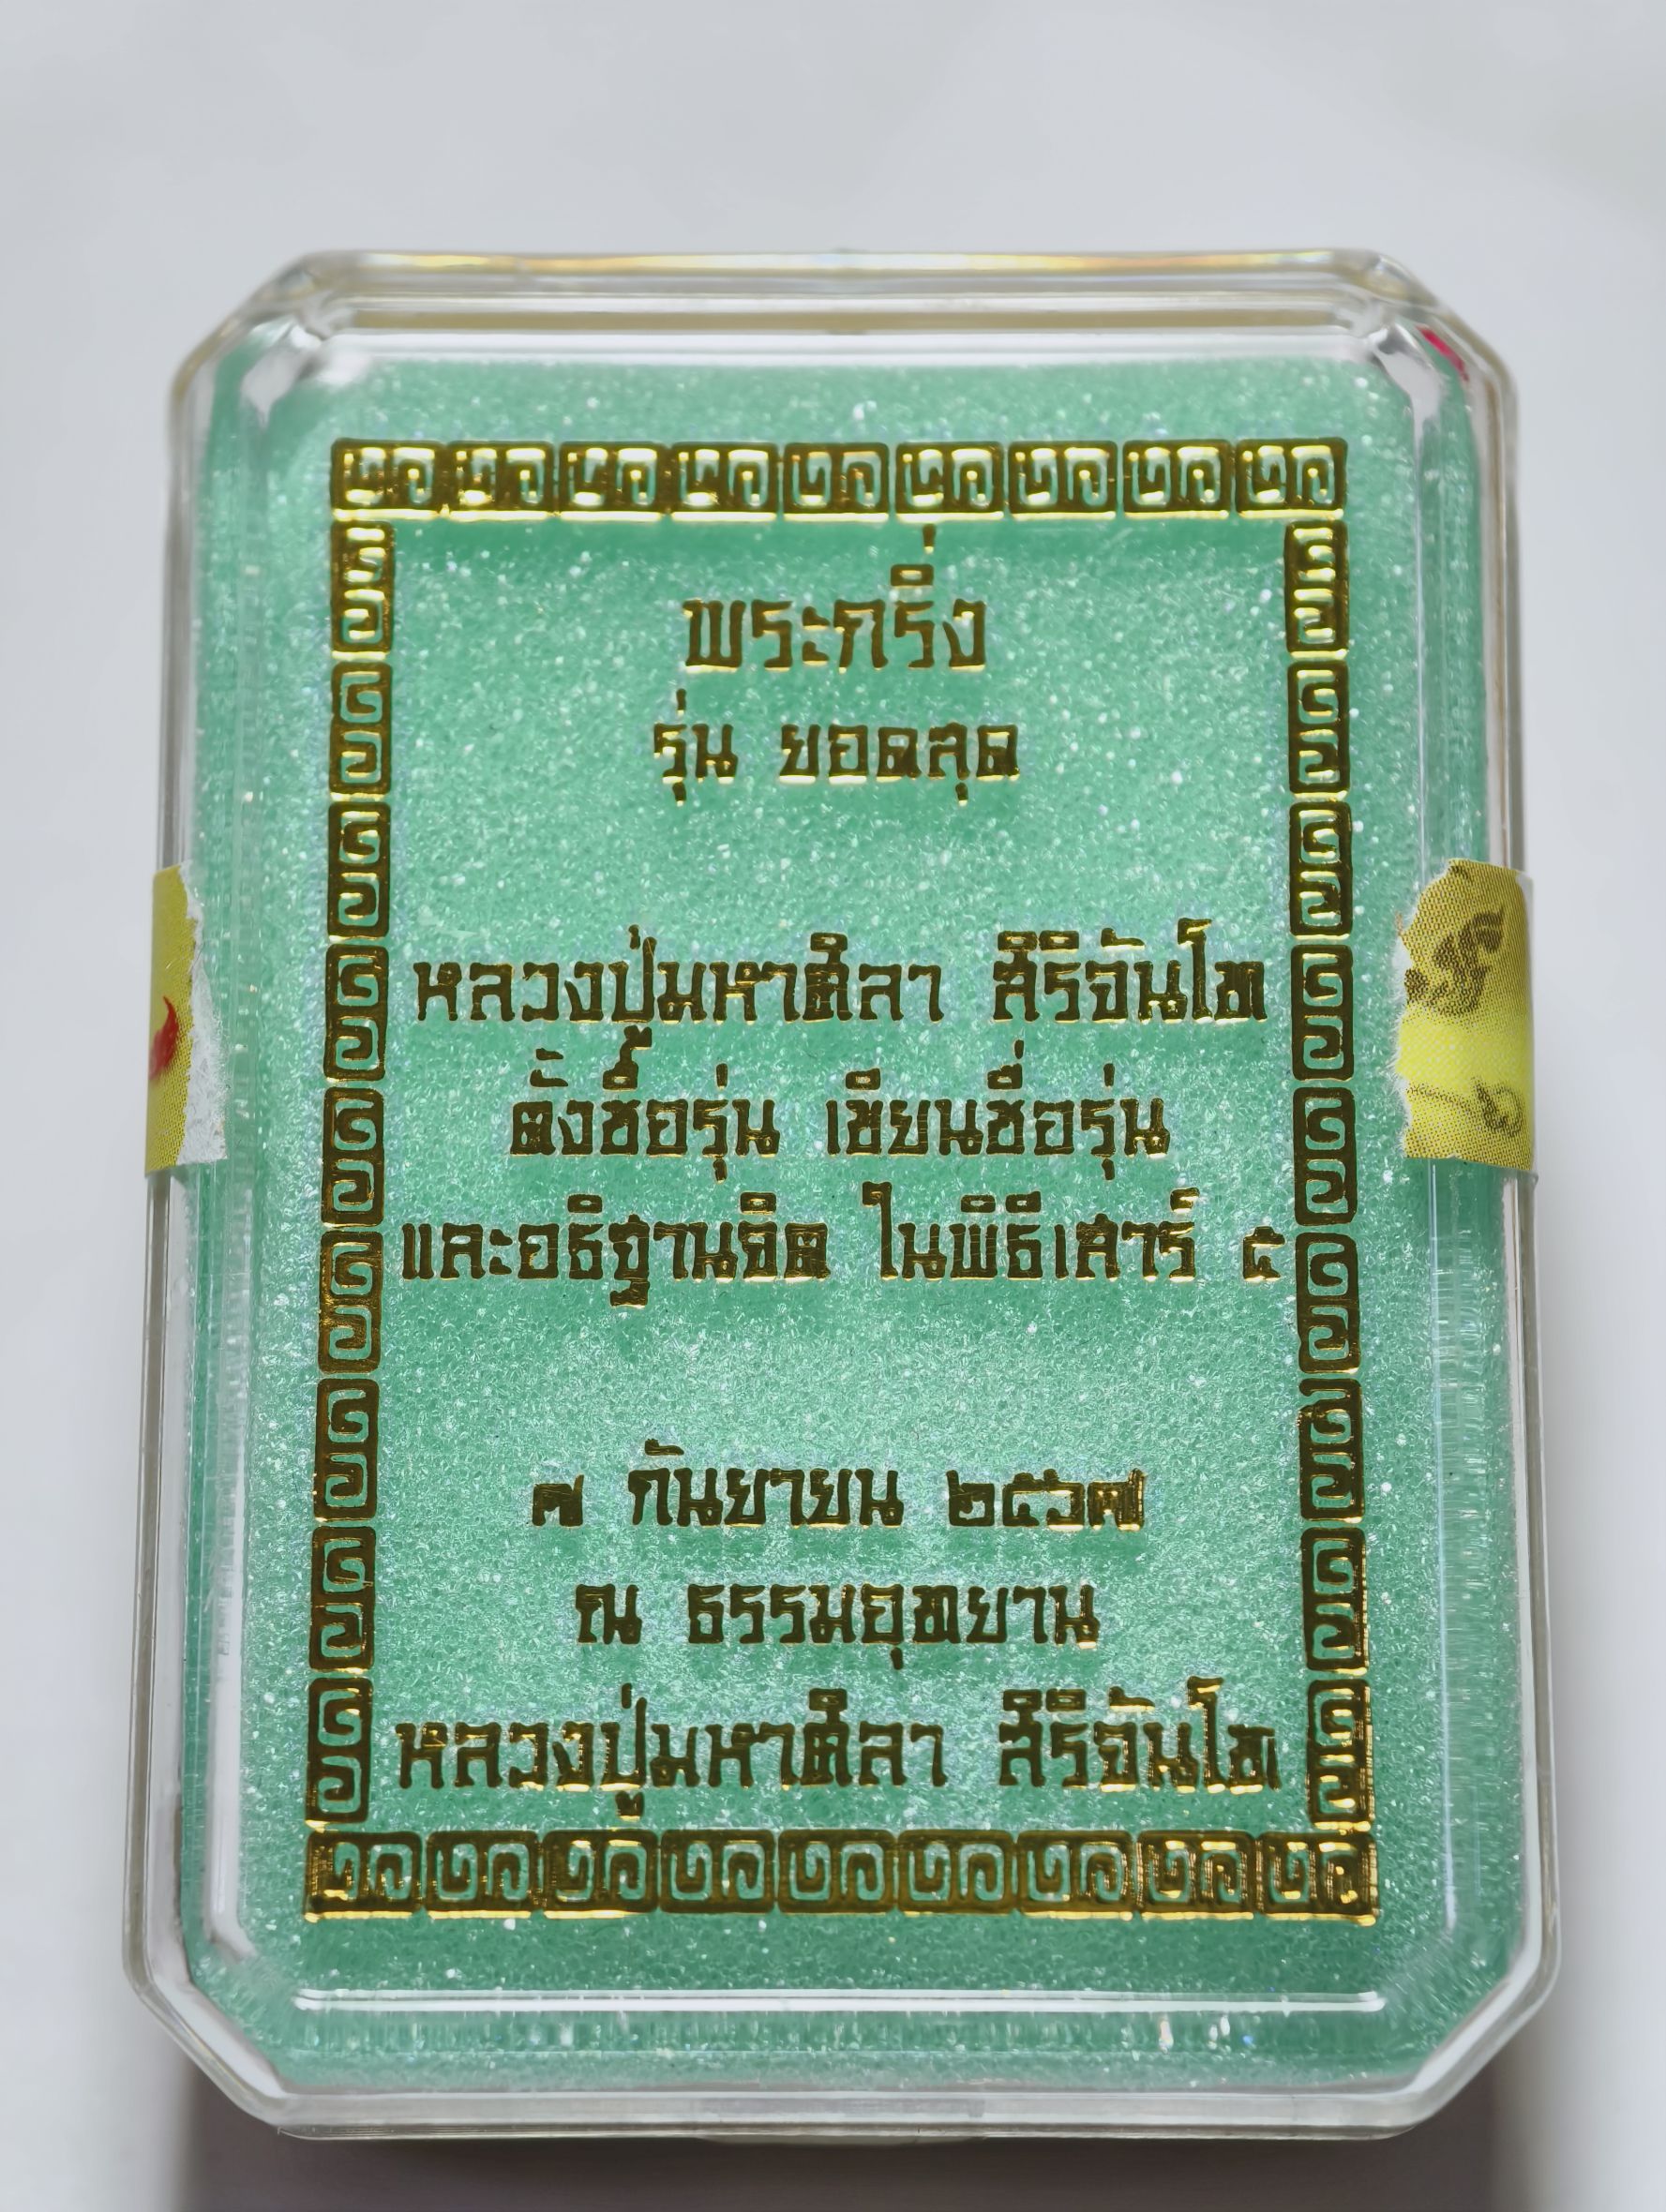 พระกริ่ง
รุ่น ยอดสุด
หลวงปู่มหาศิลา สิริจันโท
ตั้งชื่อรุ่น เขียนชื่อรุ่น
และอธิฐานจิต ในพิธีเสาร์ ๕
๗ กันยายน ๒๕๖๗
ณ ธรรมอุทยาน
หลวงปู่มหาศิลา สิริจันโท